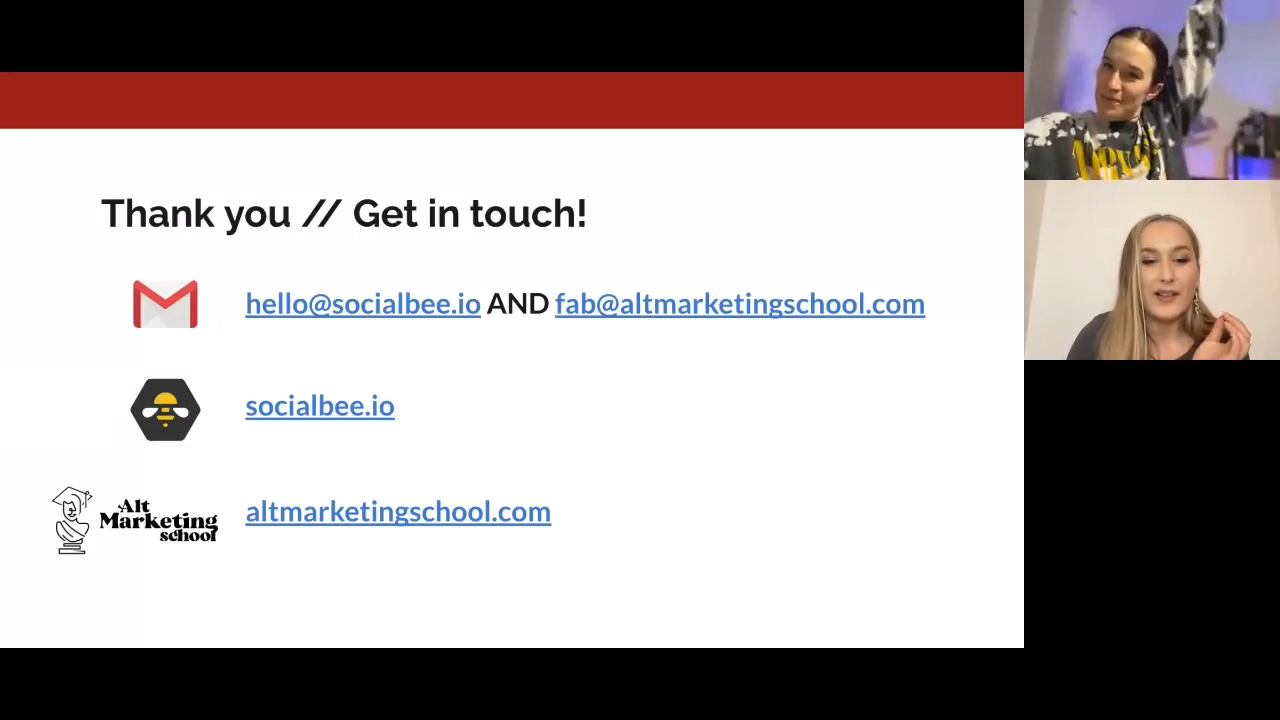 Thank you // Get in touch!
hello@socialbee.io AND fab@altmarketingschool.com
socialbee.io
Alt
Marketing
school
altmarketingschool.com